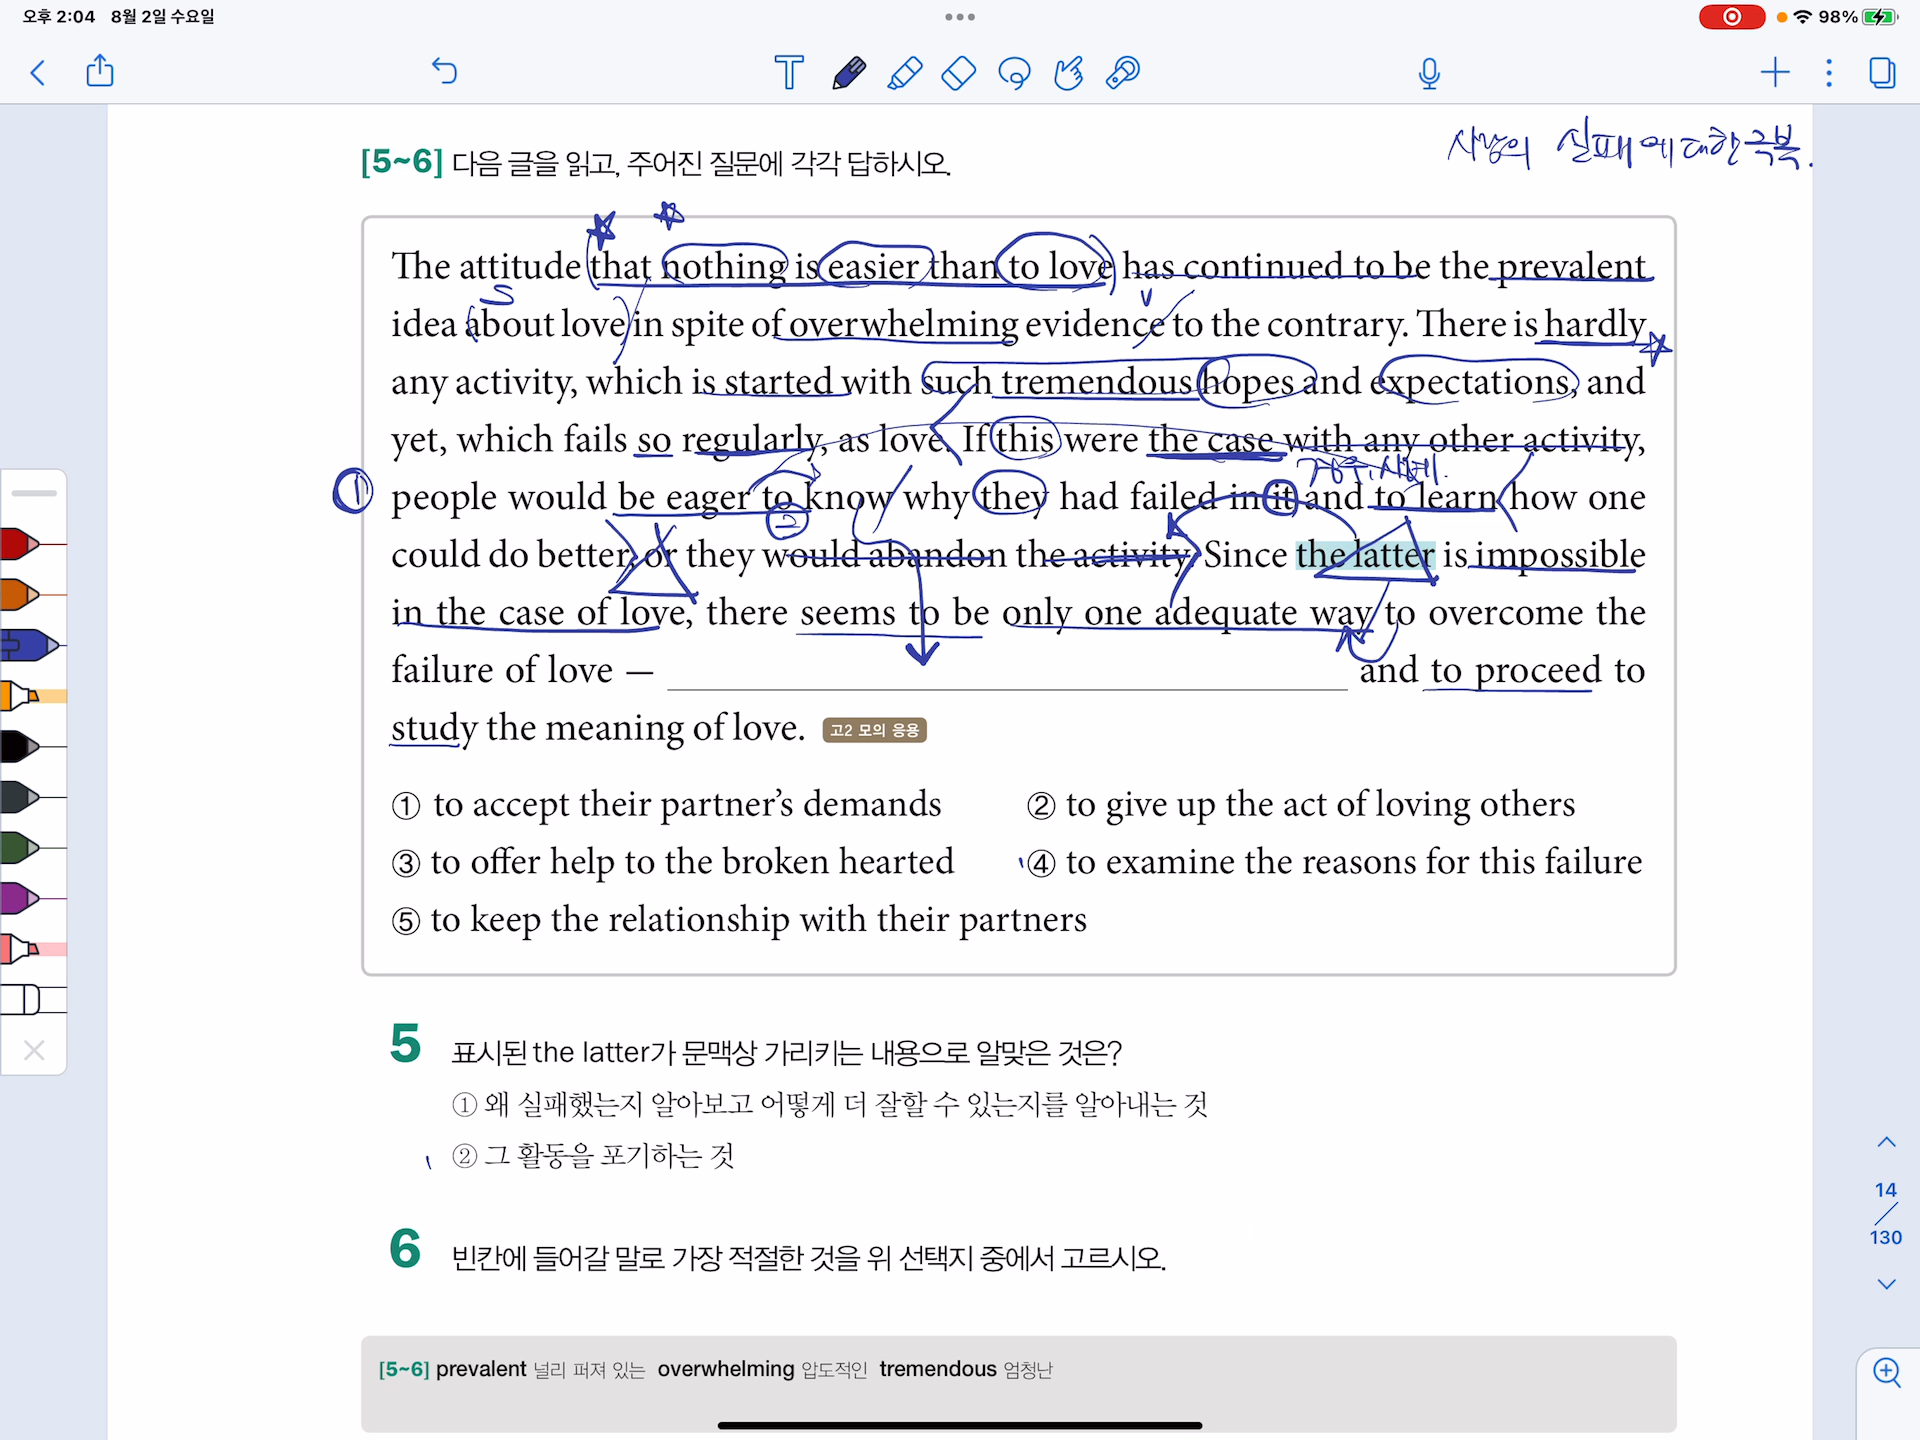 오후 2:04 8월 2일 수요일
98%
사랑의 실패에 대한 극복.
[5~6] 다음 글을 읽고, 주어진 질문에 각각 답하시오.
The attitude that nothing is easier than to love has continued to be the prevalent
S
V
idea about love in spite of overwhelming evidence to the contrary. There is hardly
any activity, which is started with such tremendous hopes and expectations, and
yet, which fails so regularly, as love. If this were the case with any other activity,
경우, 사례.
① people would be eager to know why they had failed in it and to learn how one
②
could do better, or they would abandon the activity. Since the latter is impossible
in the case of love, there seems to be only one adequate way to overcome the
failure of love — and to proceed to
study the meaning of love. 고2 모의 응용
① to accept their partner's demands ② to give up the act of loving others
③ to offer help to the broken hearted ④ to examine the reasons for this failure
⑤ to keep the relationship with their partners
5 표시된 the latter가 문맥상 가리키는 내용으로 알맞은 것은?
① 왜 실패했는지 알아보고 어떻게 더 잘할 수 있는지를 알아내는 것
② 그 활동을 포기하는 것
6 빈칸에 들어갈 말로 가장 적절한 것을 위 선택지 중에서 고르시오.
14
130
[5~6] prevalent 널리 퍼져 있는 overwhelming 압도적인 tremendous 엄청난